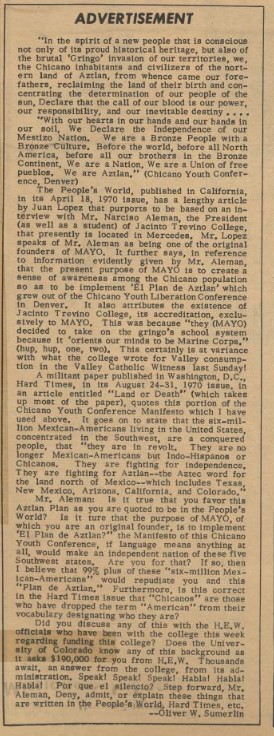 ADVERTISEMENT
"In the spirit of a new people that is conscious
not only of its proud historical heritage, but also of
the brutal 'Gringo' invasion of our territories, we,
the Chicano inhabitants and civilizers of the nort-
ern land of Aztlan, from whence came our fore-
fathers, reclaiming the land of their birth and con-
centrating the determination of our people of the
sun, Declare that the call of our blood is our power,
our responsibility, and our inevitable destiny ....
"With our hearts in our hands and our hands in
our soil, We Declare the Independence of our
Mestizo Nation. We are a Bronze People with a
Bronze Culture. Before the world, before all North
America, before all our brothers in the Bronze
Continent, We are a Nation, We are a Union of free
pueblos. We are Aztlan," (Chicano Youth Confer-
ence, Denver)
The People's World, published in California,
in its April 18, 1970 issue, has a lengthy article
by Juan Lopez that purports to be based on an in-
terview with Mr. Narciso Aleman, the President
(as well as a student) of Jacinto Trevino College,
that presently is located in Mercedes. Mr. Lopez
speaks of Mr. Aleman as being one of the original
founders of MAYO. It further says, in reference
to information evidently given by Mr. Aleman,
that the present purpose of MAYO is to create a
sense of awareness among the Chicano population
so as to implement 'El Plan de Aztlan' which
grew out of the Chicano Youth Liberation Conference
in Denver. It also attributes the existence of
Jacinto Trevino College, its accreditation, exclu-
sively to MAYO. This was because "they (MAYO)
decided to take on the gringo's school system
because it 'orients our minds to be Marine Corps,"
(hup, hup, one, two). This certainly is at variance
with what the college wrote for Valley consump-
tion in the Valley Catholic Witness last Sunday!
A militant paper published in Washington, D.C.,
Hard Times, in its August 24-31, 1970 issue, in
an article entitled "Land or Death" (which takes
up most of the paper), quotes this portion of the
Chicano Youth Conference Manifesto which I have
used above. It goes on to state that the six-mil-
lion Mexican-Americans living in the United States,
concentrated in the Southwest, are a conquered
people, that "they are in revolt. They are no
longer Mexican-Americans but Indo-Hispanos or
Chicanos. They are fighting for independence.
They are fighting for Aztlan--the Aztec word for
the land north of Mexico--which includes Texas,
New Mexico, Arizona, California, and Colorado."
Mr. Aleman: Is it true that you favor this
Aztlan Plan as you are quoted to be in the People's
World? Is it ture that the purpose of MAYO, of
which you are an original founder, is to implement
"El Plan de Aztlan?" the Manifesto of this Chicano
Youth Conference, if language means anything at
all, would make an independent nation of these five
Southwest states. Are you for that? If so, then
I believe that 99% plus of these "six-million Mex-
ican-Americans" would repudiate you and this
"Plan de Aztlan." Furthermore, is this correct
in the Hard Times issue that "Chicanos" are those
who have dropped the term "American" from their
vocabulary designating who they are?
Did you discuss any of this with the H.E.W.
officials who have been with the college this week
regarding funding this college? Does the Univer-
sity of Colorado know any of this background as
it asks $190,000 for you from H.E.W. Thousands
await, an answer from the college, from its ad-
ministration. Speak! Speak! Speak! Habla! Habla!
Habla! Por que el silencio? Step forward, Mr.
Aleman, Deny, admit, or explain these things that
are written in the People's World, Hard Times, etc.
--Oliver W. Sumerlin